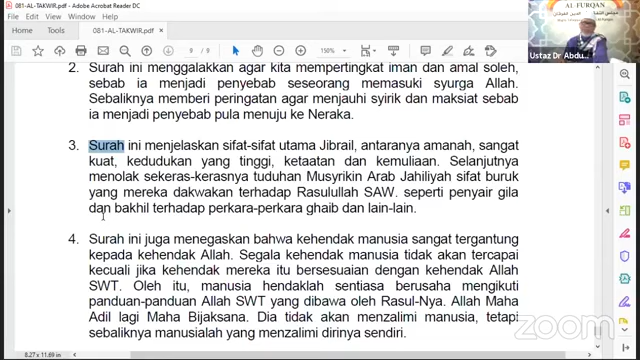 081-AL-TAKWIR.pdf - Adobe Acrobat Reader DC
File Edit View Window Help
Home Tools 081-AL-TAKWIR.pdf ×
9 / 9 150%
AL-FURQAN
Ustaz Dr Abdu...
2. Surah ini menggalakkan agar kita mempertingkat iman dan amal soleh,
sebab ia menjadi penyebab seseorang memasuki syurga Allah.
Sebaliknya memberi peringatan agar menjauhi syirik dan maksiat sebab
ia menjadi penyebab pula menuju ke Neraka.
3. Surah ini menjelaskan sifat-sifat utama Jibrail, antaranya amanah, sangat
kuat, kedudukan yang tinggi, ketaatan dan kemuliaan. Selanjutnya
menolak sekeras-kerasnya tuduhan Musyrikin Arab Jahiliyah sifat buruk
yang mereka dakwakan terhadap Rasulullah SAW. seperti penyair gila
dan bakhil terhadap perkara-perkara ghaib dan lain-lain.
4. Surah ini juga menegaskan bahwa kehendak manusia sangat tergantung
kepada kehendak Allah. Segala kehendak manusia tidak akan tercapai
kecuali jika kehendak mereka itu bersesuaian dengan kehendak Allah
SWT. Oleh itu, manusia hendaklah sentiasa berusaha mengikuti
panduan-panduan Allah SWT yang dibawa oleh Rasul-Nya. Allah Maha
Adil lagi Maha Bijaksana. Dia tidak akan menzalimi manusia, tetapi
sebaliknya manusialah yang menzalimi dirinya sendiri.
8.27 x 11.69 in
zoom